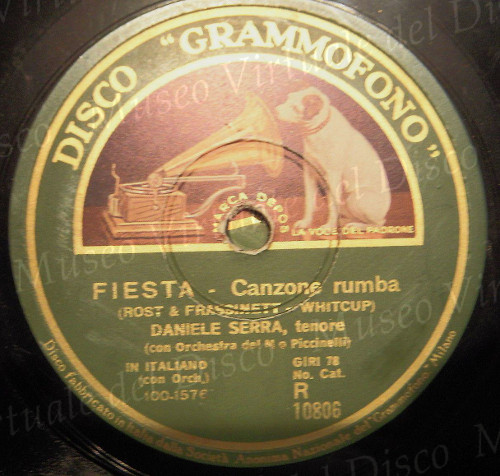 DISCO "GRAMMOFONO"
MARCA DEPOS
LA VOCE DEL PADRONE
FIESTA - Canzone rumba
(ROST & FRASSINETT - WHITCUP)
DANIELE SERRA, tenore
(con Orchestra del M o Piccinelli)
IN ITALIANO
(con Orch.)
100-1576
GIRI 78
No. Cat.
R
10806
Disco fabbricato in Italia dalla Società Anonima Nazionale del "Grammofono" Milano
Museo Virtuale del Disco